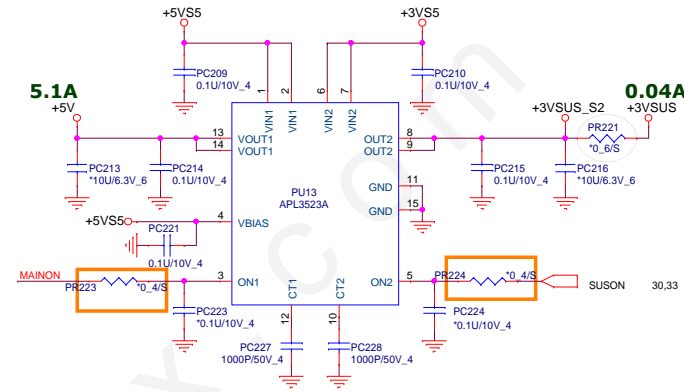 +5VS5
+3VS5
PC209
0.1U/10V_4
PC210
0.1U/10V_4
5.1A
+5V
0.04A
+3VSUS_S2
+3VSUS
1
2
6
7
VIN1
VIN1
VIN2
VIN2
PR221
*0_6/S
13
14
VOUT1
VOUT1
OUT2
OUT2
8
9
PC213
*10U/6.3V_6
PC214
0.1U/10V_4
PC215
0.1U/10V_4
PC216
*10U/6.3V_6
PU13
APL3523A
GND
11
GND
15
+5VS5
4
VBIAS
PC221
0.1U/10V_4
MAINON
PR223
*0_4/S
3
ON1
CT1
CT2
ON2
5
PR224
*0_4/S
SUSON
30,33
PC223
*0.1U/10V_4
PC224
*0.1U/10V_4
12
10
PC227
1000P/50V_4
PC228
1000P/50V_4